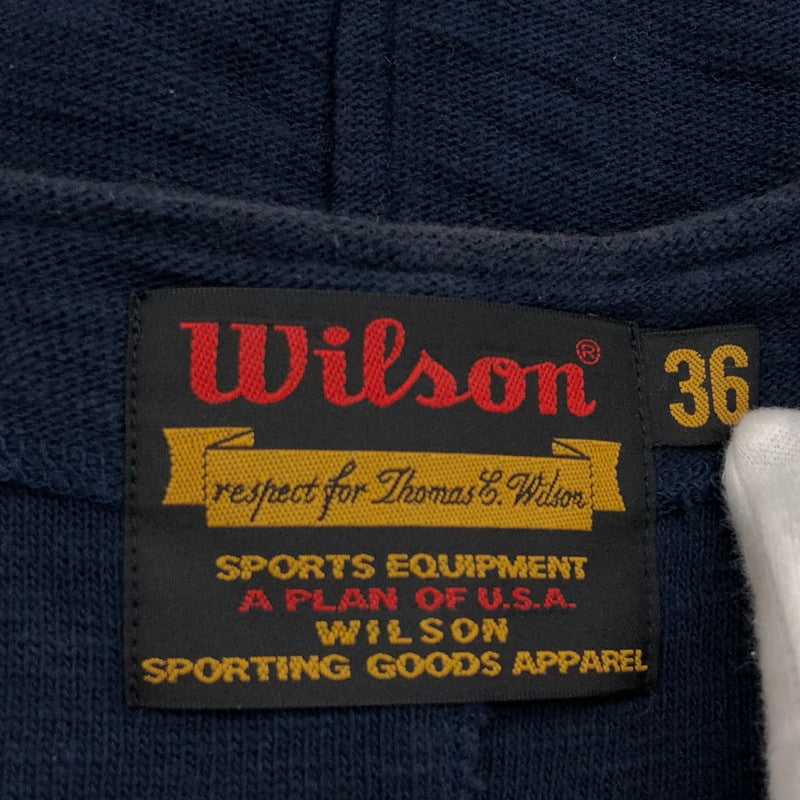 Wilson®
36
respect for Thomas E. Wilson
SPORTS EQUIPMENT
A PLAN OF U.S.A.
WILSON
SPORTING GOODS APPAREL